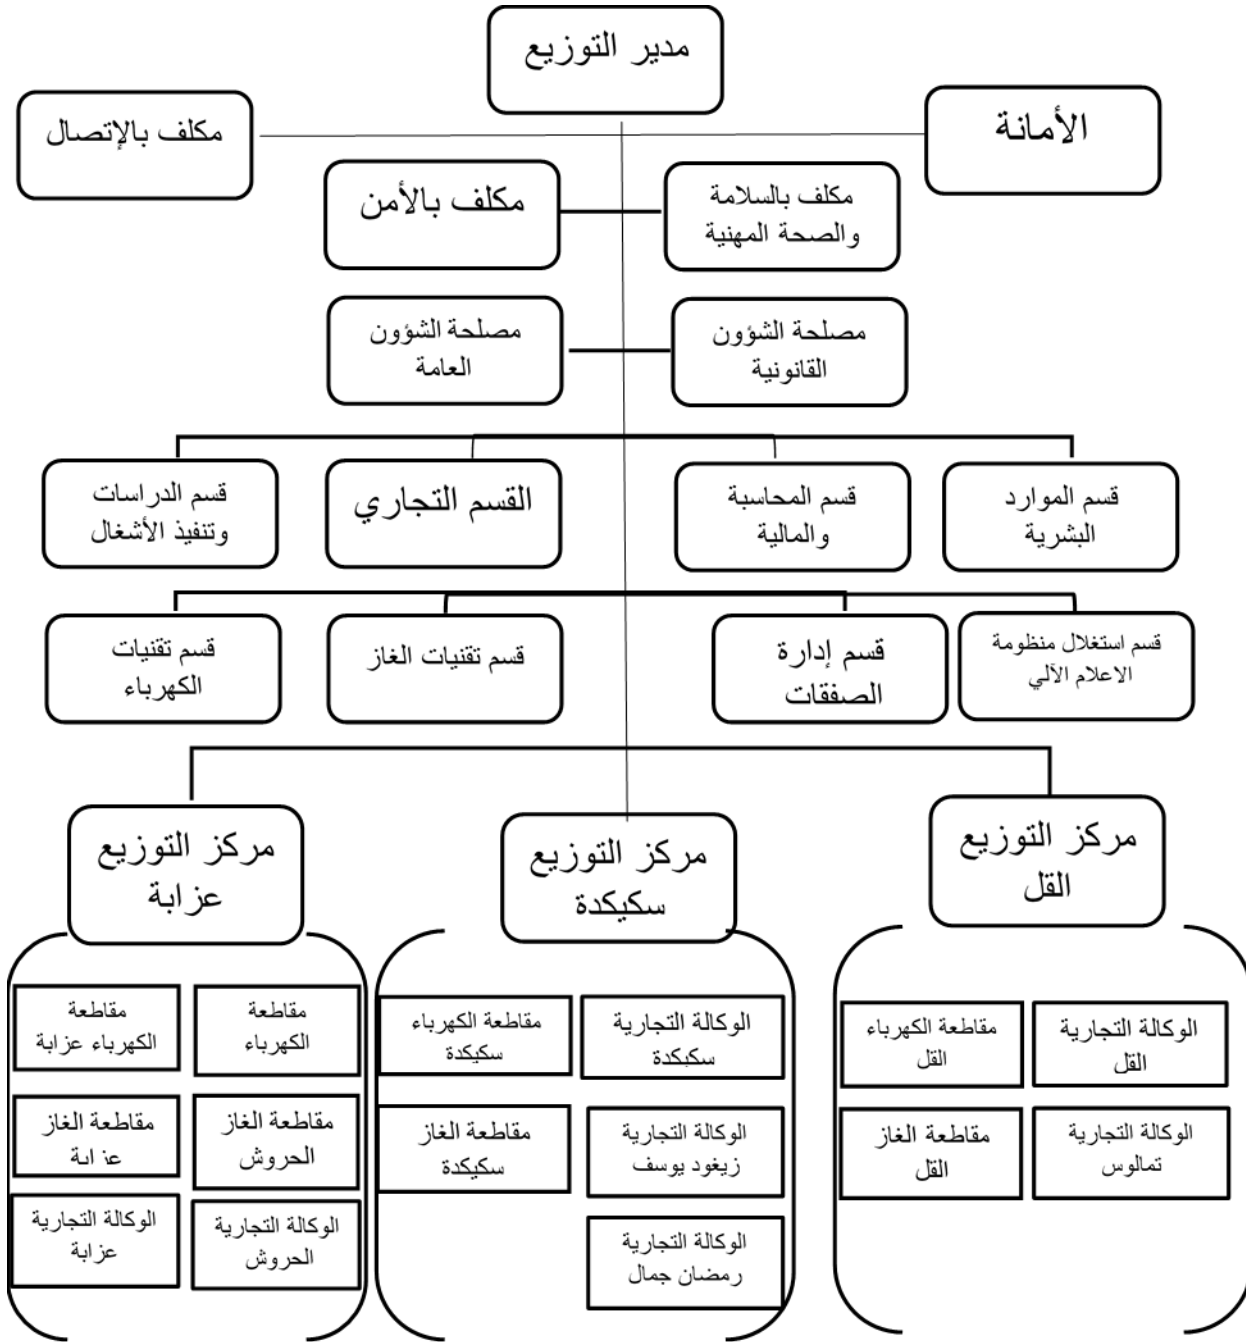 مدير التوزيع
الأمانة
مكلف بالإتصال
مكلف بالسلامة
والصحة المهنية
مكلف بالأمن
مصلحة الشؤون
القانونية
مصلحة الشؤون
العامة
قسم الموارد
البشرية
قسم المحاسبة
والمالية
القسم التجاري
قسم الدراسات
وتنفيذ الأشغال
قسم استغلال منظومة
الاعلام الآلي
قسم إدارة
الصفقات
قسم تقنيات الغاز
قسم تقنيات
الكهرباء
مركز التوزيع
القل
مركز التوزيع
سكيكدة
مركز التوزيع
عزابة
الوكالة التجارية
القل
مقاطعة الكهرباء
القل
الوكالة التجارية
تمالوس
مقاطعة الغاز
القل
الوكالة التجارية
سكبكدة
مقاطعة الكهرباء
سكيكدة
الوكالة التجارية
زيغود يوسف
مقاطعة الغاز
سكيكدة
الوكالة التجارية
رمضان جمال
مقاطعة
الكهرباء
مقاطعة
الكهرباء عزابة
مقاطعة الغاز
الحروش
مقاطعة الغاز
عزابة
الوكالة التجارية
الحروش
الوكالة التجارية
عزابة